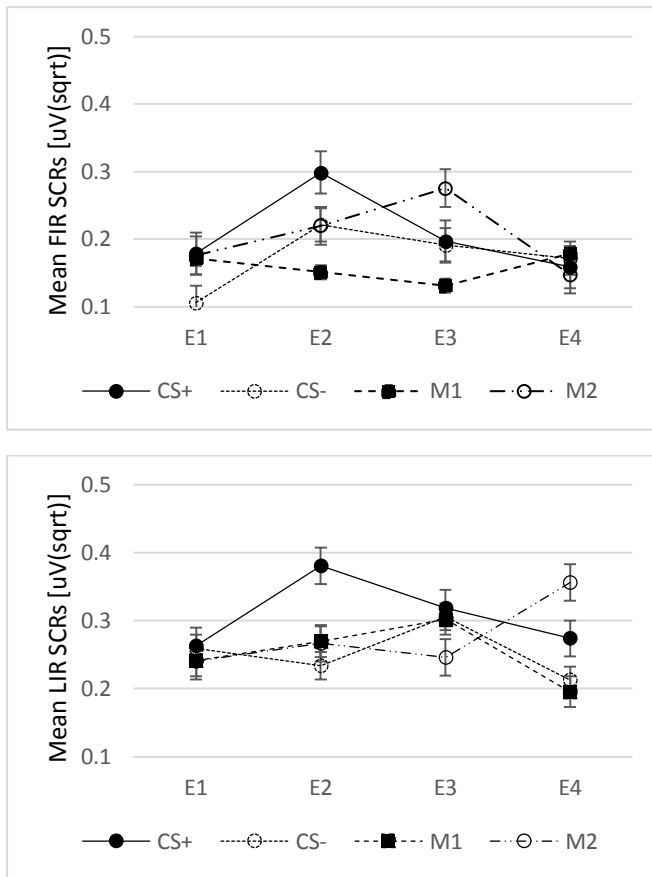 Mean FIR SCRs [uV(sqrt)]
0.5
0.4
0.3
0.2
0.1
E1 E2 E3 E4
CS+ CS- M1 M2
Mean LIR SCRs [uV(sqrt)]
0.5
0.4
0.3
0.2
0.1
E1 E2 E3 E4
CS+ CS- M1 M2